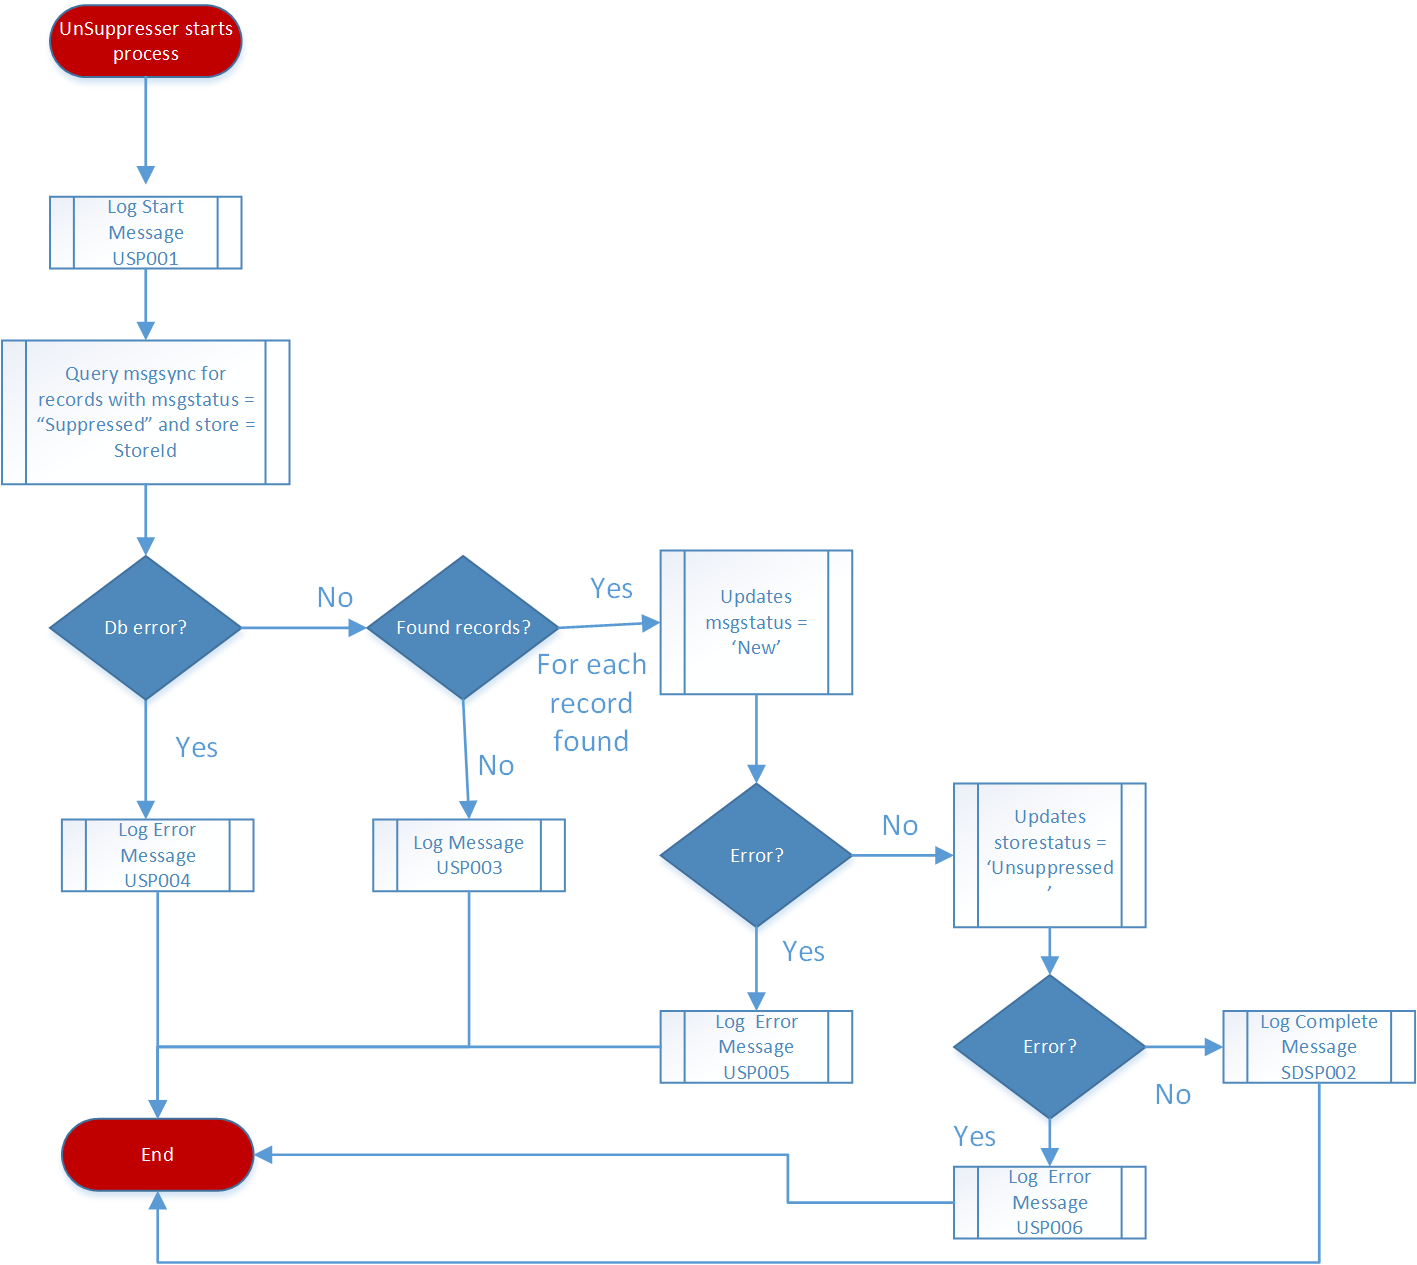 UnSuppresser starts
process
Log Start
Message
USP001
Query msgsync for
records with msgstatus =
“Suppressed” and store =
StoreId
Db error?
No
Found records?
Yes
For each
record
found
Updates
msgstatus =
‘New’
Yes
No
Log Error
Message
USP004
Log Message
USP003
Error?
No
Updates
storestatus =
‘Unsuppressed
’
Yes
Log  Error
Message
USP005
Error?
No
Log Complete
Message
SDSP002
Yes
Log  Error
Message
USP006
End